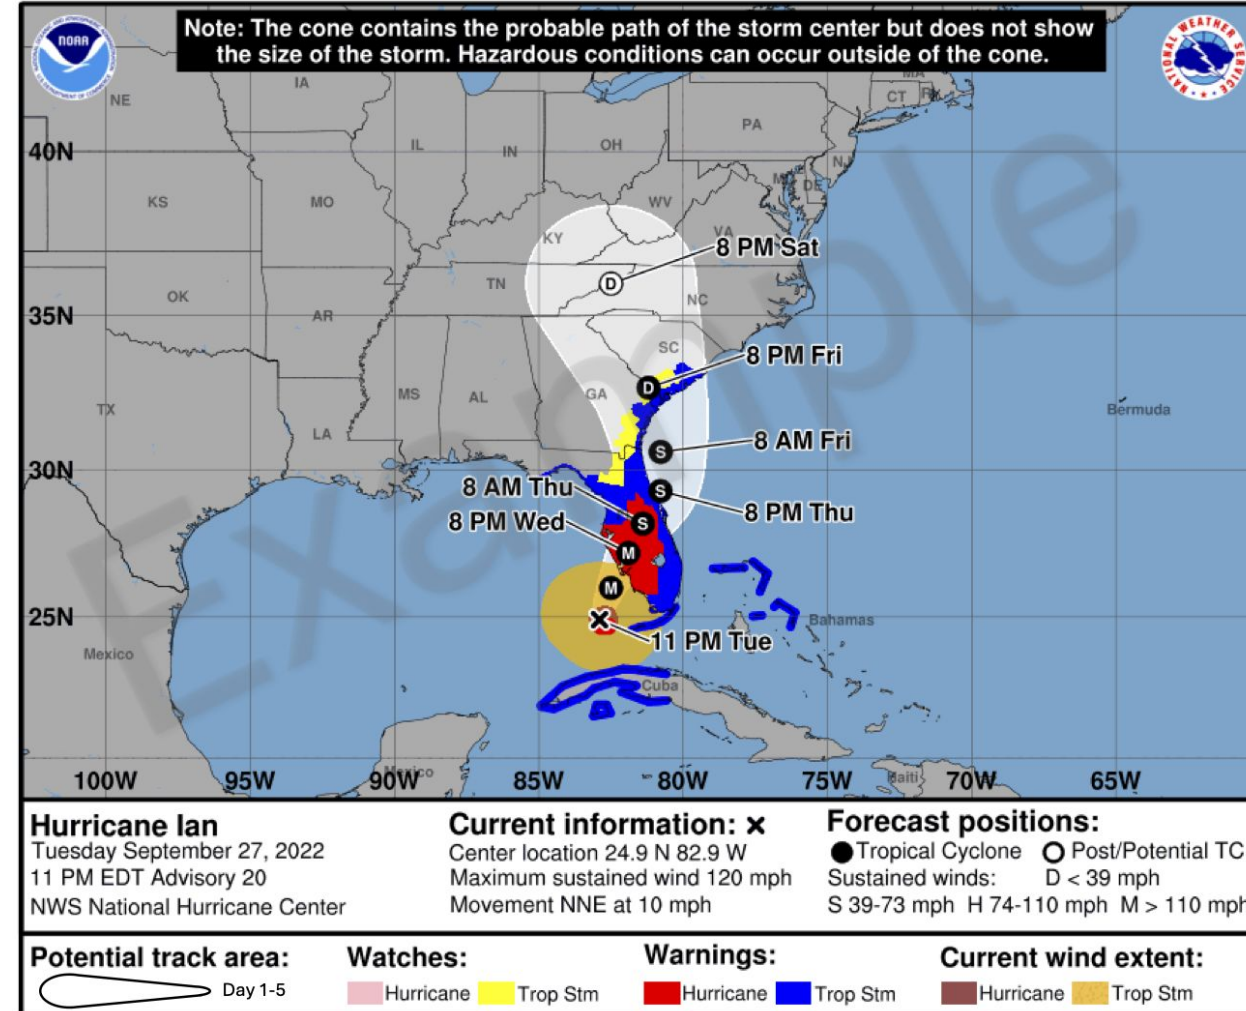 Note: The cone contains the probable path of the storm center but does not show
the size of the storm. Hazardous conditions can occur outside of the cone.
NOAA
NATIONAL WEATHER SERVICE
Example
NE
IA
IL
IN
OH
PA
MA
CT
RI
NJ
DE
40N
KS
MO
WV
VA
KY
8 PM Sat
D
OK
TN
NC
35N
AR
SC
8 PM Fri
D
TX
MS
AL
GA
Bermuda
LA
8 AM Fri
S
30N
8 AM Thu
S
S
8 PM Thu
8 PM Wed
M
M
25N
11 PM Tue
Bahamas
Mexico
Cuba
Mexico
Haiti
100W 95W 90W 85W 80W 75W 70W 65W
Hurricane Ian
Tuesday September 27, 2022
11 PM EDT Advisory 20
NWS National Hurricane Center
Current information: x
Center location 24.9 N 82.9 W
Maximum sustained wind 120 mph
Movement NNE at 10 mph
Forecast positions:
Tropical Cyclone Post/Potential TC
Sustained winds: D < 39 mph
S 39-73 mph H 74-110 mph M > 110 mph
Potential track area:
Day 1-5
Watches:
Hurricane Trop Stm
Warnings:
Hurricane Trop Stm
Current wind extent:
Hurricane Trop Stm